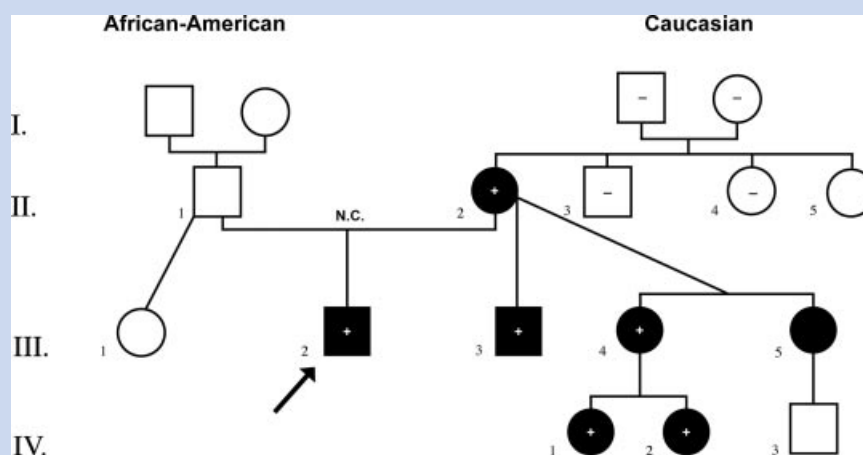 African-American Caucasian
I. − −
II. 1 N.C. 2 + 3 − 4 − 5
III. 1 2 + 3 + 4 + 5
IV. 1 + 2 + 3